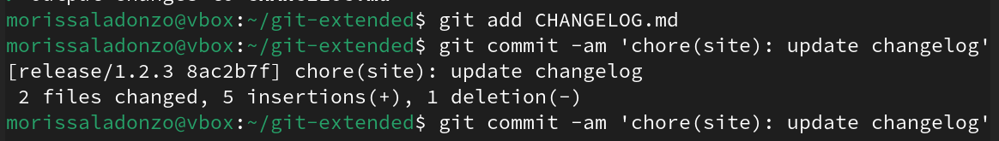 morissaladonzo@vbox:~/git-extended$ git add CHANGELOG.md
morissaladonzo@vbox:~/git-extended$ git commit -am 'chore(site): update changelog'
[release/1.2.3 8ac2b7f] chore(site): update changelog
 2 files changed, 5 insertions(+), 1 deletion(-)
morissaladonzo@vbox:~/git-extended$ git commit -am 'chore(site): update changelog'